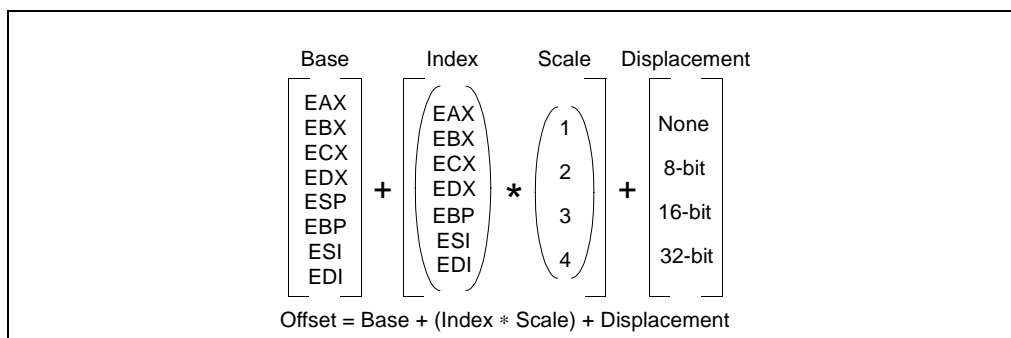 Base Index Scale Displacement
EAX
EBX
ECX
EDX
ESP
EBP
ESI
EDI
+
EAX
EBX
ECX
EDX
EBP
ESI
EDI
*
1
2
3
4
+
None
8-bit
16-bit
32-bit
Offset = Base + (Index * Scale) + Displacement